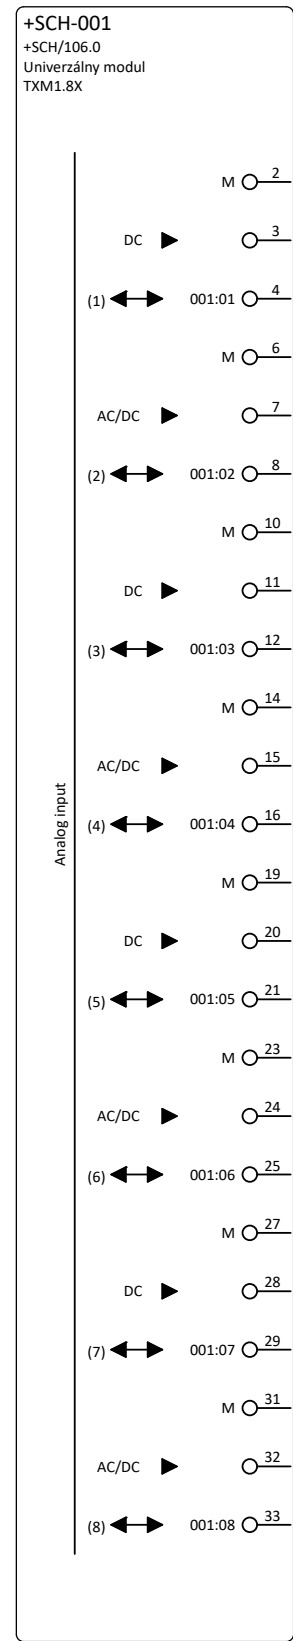 +SCH-001
+SCH/106.0
Univerzálny modul
TXM1.8X
M 2
DC 3
(1) 001:01 4
M 6
AC/DC 7
(2) 001:02 8
M 10
DC 11
(3) 001:03 12
M 14
AC/DC 15
(4) 001:04 16
Analog input
M 19
DC 20
(5) 001:05 21
M 23
AC/DC 24
(6) 001:06 25
M 27
DC 28
(7) 001:07 29
M 31
AC/DC 32
(8) 001:08 33